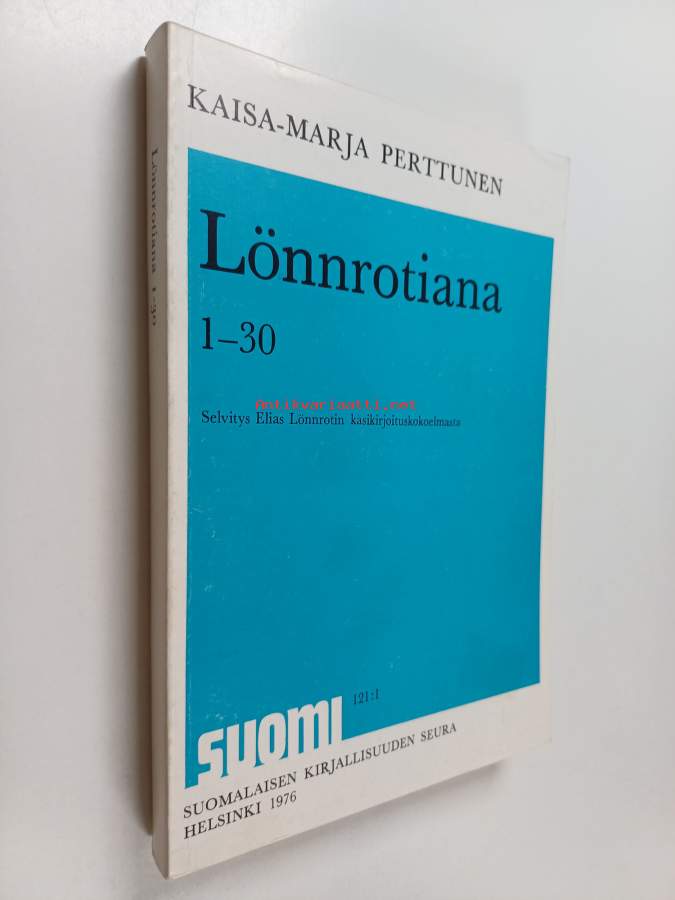 KAISA-MARJA PERTTUNEN
Lönnrotiana
1–30
Antikvariaatti.net
Selvitys Elias Lönnrotin käsikirjoituskokoelmasta
121:1
SUOMI
SUOMALAISEN KIRJALLISUUDEN SEURA
HELSINKI 1976
Lönnrotiana 1-30